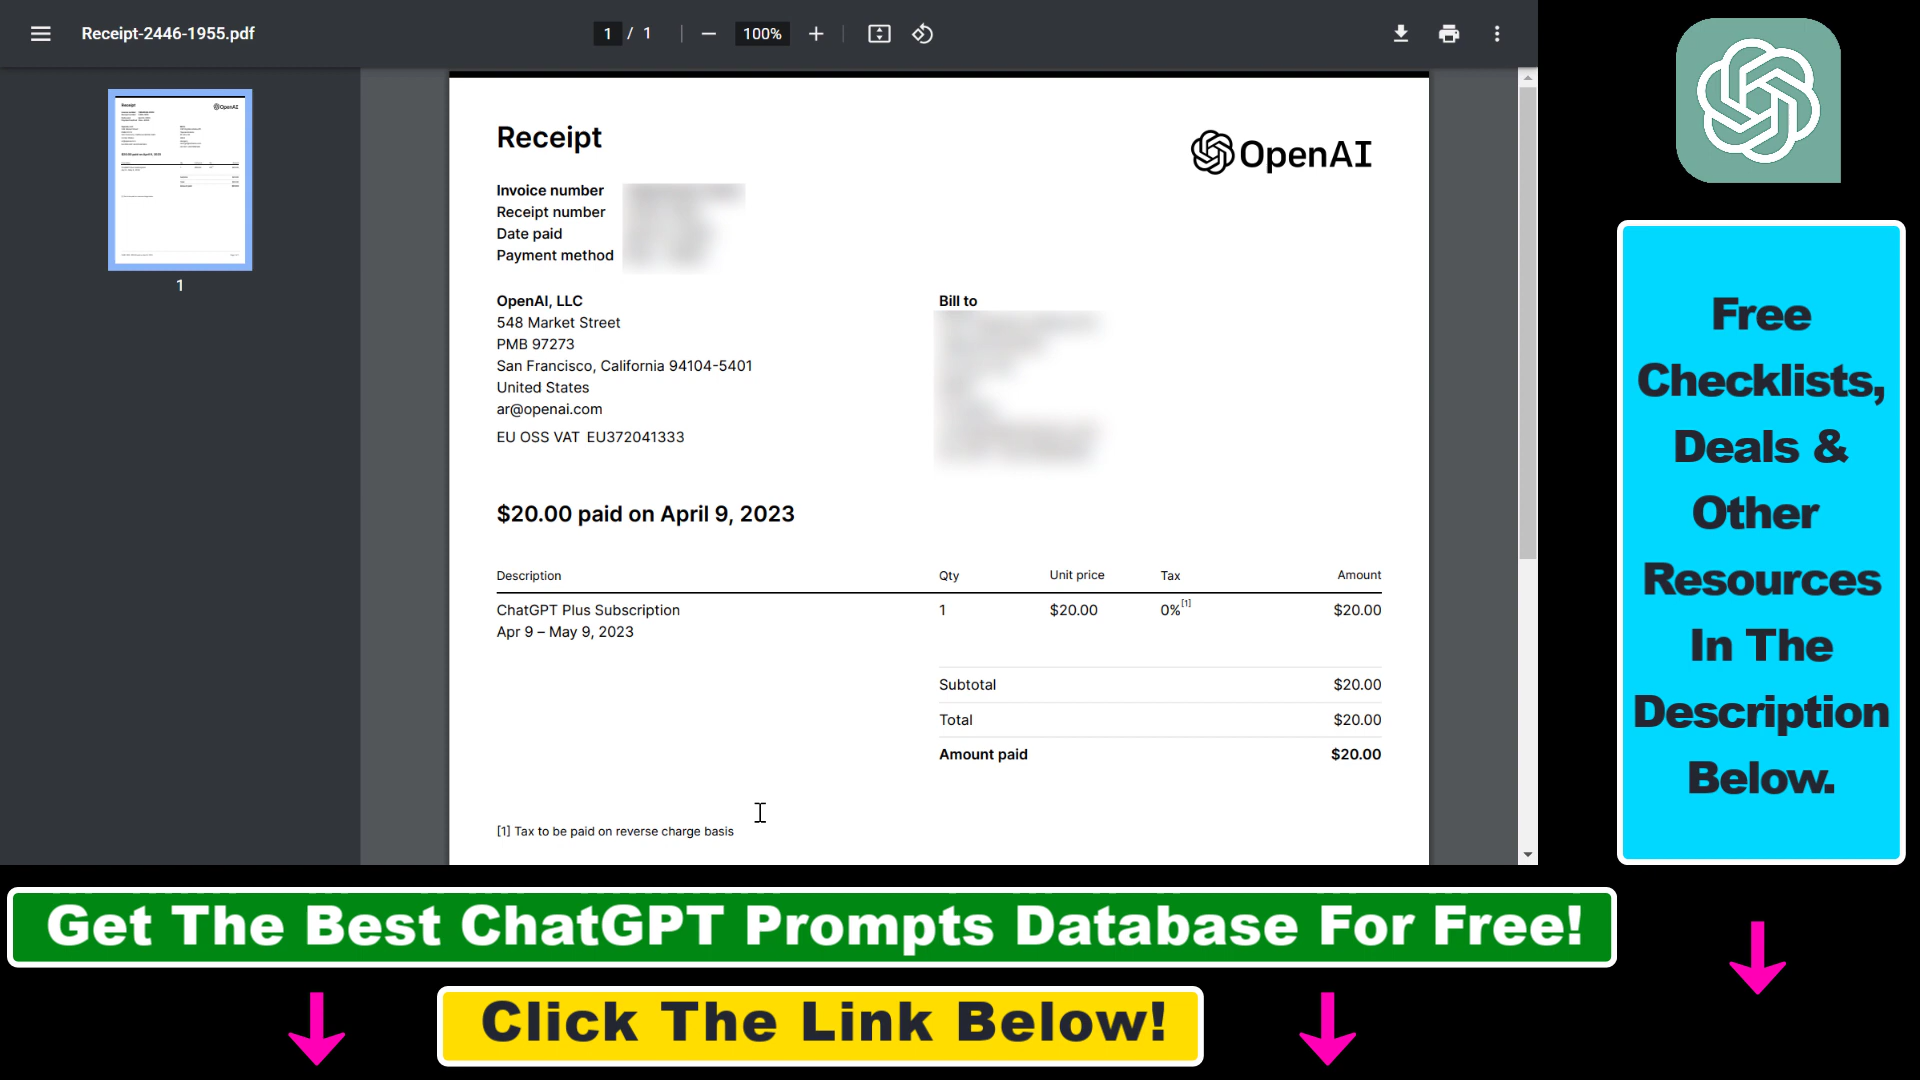 Receipt-2446-1955.pdf
1 / 1
100%
1
Receipt
OpenAI
Invoice number
Receipt number
Date paid
Payment method
OpenAI, LLC
548 Market Street
PMB 97273
San Francisco, California 94104-5401
United States
ar@openai.com
EU OSS VAT EU372041333
Bill to
$20.00 paid on April 9, 2023
Description Qty Unit price Tax Amount
ChatGPT Plus Subscription 1 $20.00 0%[1] $20.00
Apr 9 – May 9, 2023
Subtotal $20.00
Total $20.00
Amount paid $20.00
[1] Tax to be paid on reverse charge basis
Free
Checklists,
Deals &
Other
Resources
In The
Description
Below.
Get The Best ChatGPT Prompts Database For Free!
Click The Link Below!